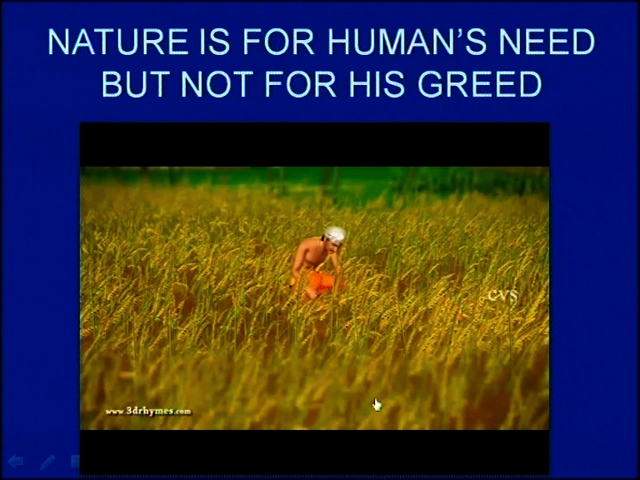 NATURE IS FOR HUMAN'S NEED
BUT NOT FOR HIS GREED
CVS
www.3drhymes.com